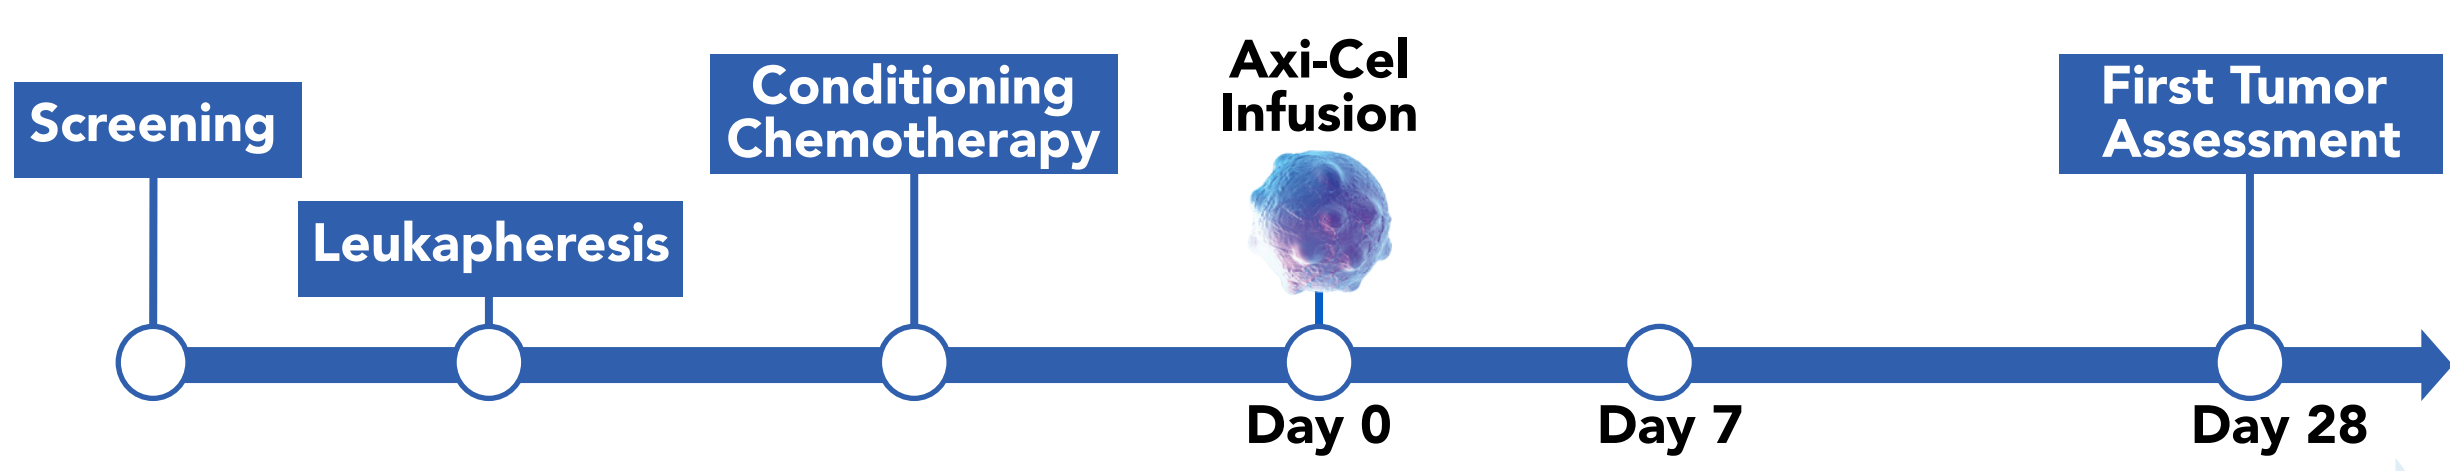 Screening
Leukapheresis
Conditioning
Chemotherapy
Axi-Cel
Infusion
First Tumor
Assessment
Day 0
Day 7
Day 28